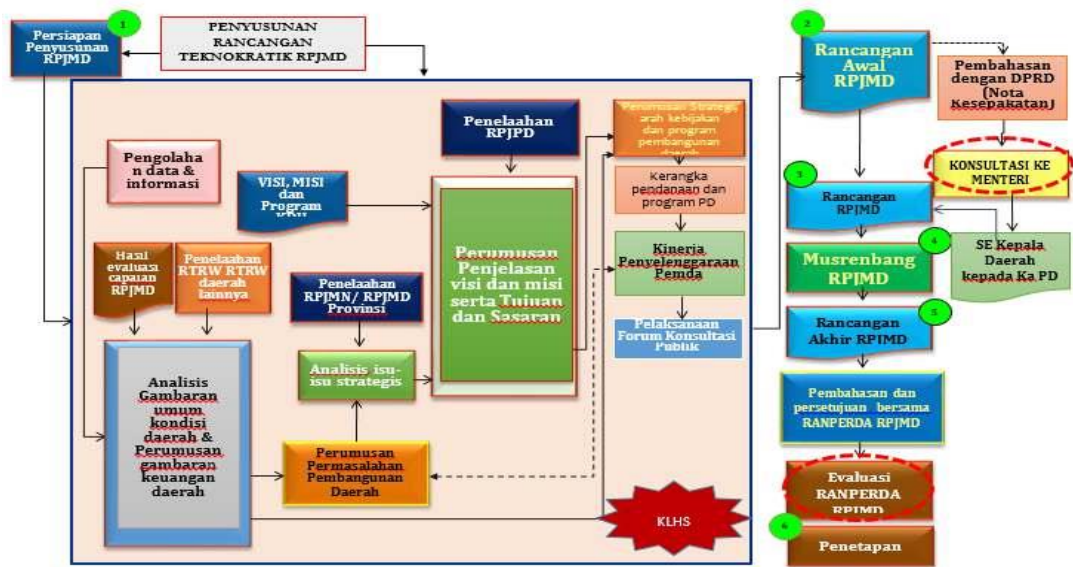 1
Persiapan
Penyusunan
RPJMD
PENYUSUNAN
RANCANGAN
TEKNOKRATIK RPJMD
Pengolaha
n data &
informasi
VISI, MISI
dan
Program
Hasil
evaluasi
capaian
RPJMD
Penelaahan
RTRW RTRW
daerah
lainnya
Analisis
Gambaran
umum
kondisi
daerah &
Perumusan
gambaran
keuangan
daerah
Penelaahan
RPJMN/ RPJMD
Provinsi
Analisis isu-
isu strategis
Perumusan
Permasalahan
Pembangunan
Daerah
Penelaahan
RPJPD
Perumusan
Penjelasan
visi dan misi
serta Tujuan
dan Sasaran
Perumusan Strategi,
arah kebijakan
dan program
pembangunan
daerah
Kerangka
pendanaan dan
program PD
Kinerja
Penyelenggaraan
Pemda
Pelaksanaan
Forum Konsultasi
Publik
KLHS
2
Rancangan
Awal
RPJMD
Pembahasan
dengan DPRD
(Nota
Kesepakatan)
KONSULTASI KE
MENTERI
3
Rancangan
RPJMD
SE Kepala
Daerah
kepada Ka PD
4
Musrenbang
RPJMD
5
Rancangan
Akhir RPJMD
Pembahasan dan
persetujuan bersama
RANPERDA RPJMD
Evaluasi
RANPERDA
RPJMD
6
Penetapan